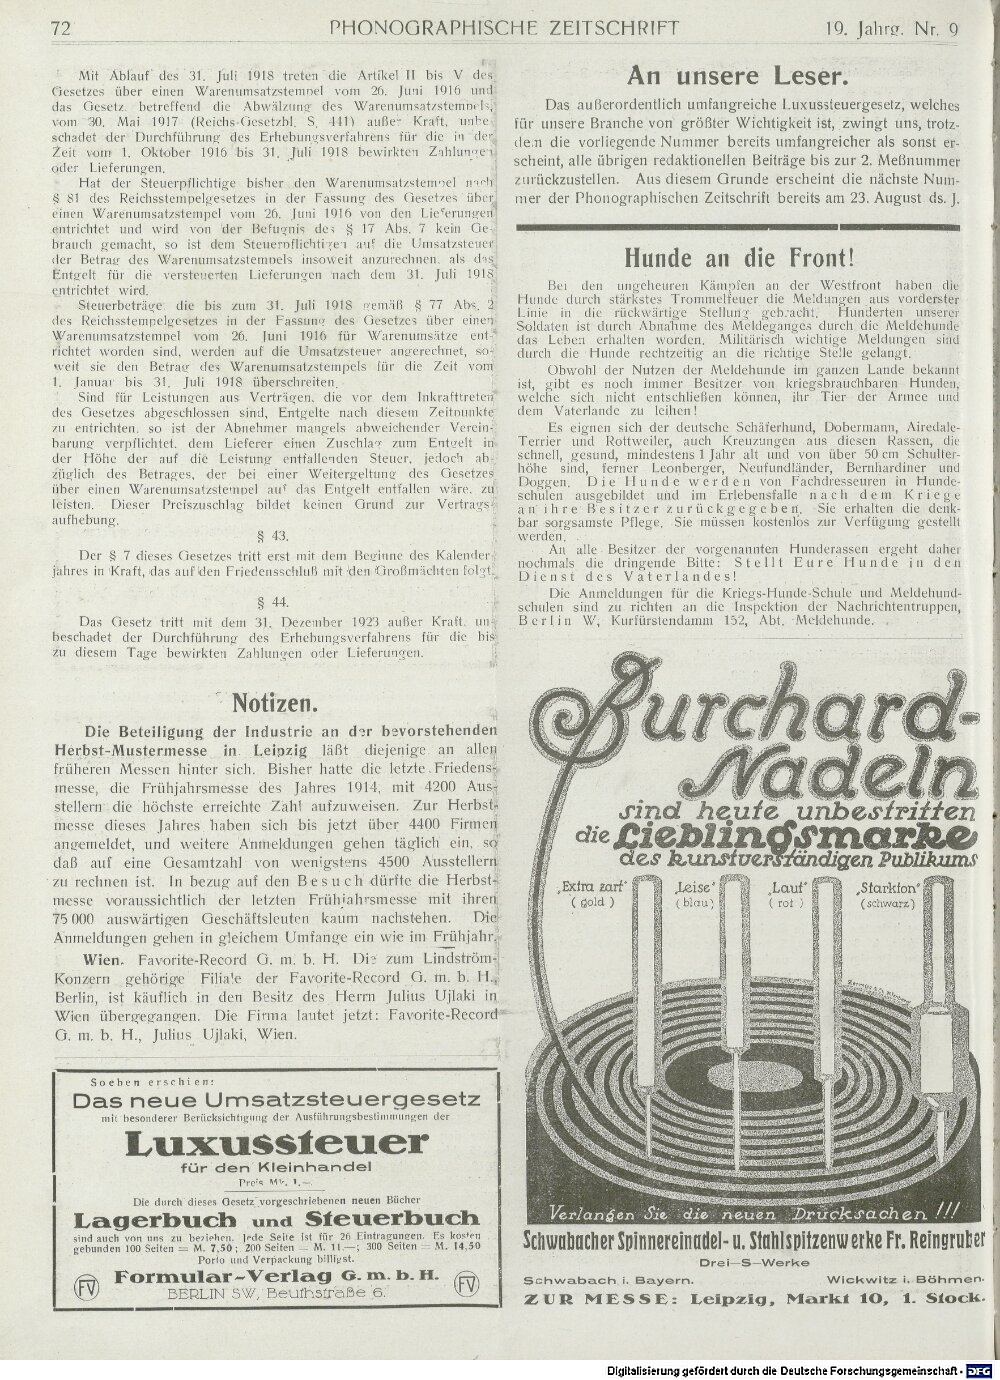 72
PHONOGRAPHISCHE ZEITSCHRIFT
19. Jahrg. Nr. 9
Mit Ablauf des 31. Juli 1918 treten die Artikel II bis V des
Gesetzes über einen Warenumsatzstempel vom 26. Juni 1916 und
das Gesetz, betreffend die Abwälzung des Warenumsatzstempels,
vom 30. Mai 1917 (Reichs-Gesetzbl. S. 441) außer Kraft, unbe-
schadet der Durchführung des Erhebungsverfahrens für die in der
Zeit vom 1. Oktober 1916 bis 31. Juli 1918 bewirkten Zahlungen
oder Lieferungen.
Hat der Steuerpflichtige bisher den Warenumsatzstempel nach
§ 81 des Reichsstempelgesetzes in der Fassung des Gesetzes über
einen Warenumsatzstempel vom 26. Juni 1916 von den Lieferungen
entrichtet und wird von der Befugnis des § 17 Abs. 7 kein Ge-
brauch gemacht, so ist dem Steuerpflichtigen auf die Umsatzsteuer
der Betrag des Warenumsatzstempels insoweit anzurechnen, als das
Entgelt für die versteuerten Lieferungen nach dem 31. Juli 1918
entrichtet wird.
Steuerbeträge, die bis zum 31. Juli 1918 gemäß § 77 Abs. 2
des Reichsstempelgesetzes in der Fassung des Gesetzes über einen
Warenumsatzstempel vom 26. Juni 1916 für Warenumsätze ent-
richtet worden sind, werden auf die Umsatzsteuer angerechnet, so-
weit sie den Betrag des Warenumsatzstempels für die Zeit vom
1. Januar bis 31. Juli 1918 überschreiten.
Sind für Leistungen aus Verträgen, die vor dem Inkrafttreten
des Gesetzes abgeschlossen sind, Entgelte nach diesem Zeitpunkte
zu entrichten, so ist der Abnehmer mangels abweichender Verein-
barung verpflichtet, dem Lieferer einen Zuschlag zum Entgelt in
der Höhe der auf die Leistung entfallenden Steuer, jedoch ab-
züglich des Betrages, der bei einer Weitergeltung des Gesetzes
über einen Warenumsatzstempel auf das Entgelt entfallen wäre, zu
leisten. Dieser Preiszuschlag bildet keinen Grund zur Vertrags-
aufhebung.
§ 43.
Der § 7 dieses Gesetzes tritt erst mit dem Beginne des Kalender-
jahres in Kraft, das auf den Friedensschluß mit den Großmächten folgt.
§ 44.
Das Gesetz tritt mit dem 31. Dezember 1923 außer Kraft, un-
beschadet der Durchführung des Erhebungsverfahrens für die bis
zu diesem Tage bewirkten Zahlungen oder Lieferungen.
Notizen.
Die Beteiligung der Industrie an der bevorstehenden
Herbst-Mustermesse in Leipzig läßt diejenige an allen
früheren Messen hinter sich. Bisher hatte die letzte Friedens-
messe, die Frühjahrsmesse des Jahres 1914, mit 4200 Aus-
stellern die höchste erreichte Zahl aufzuweisen. Zur Herbst-
messe dieses Jahres haben sich bis jetzt über 4400 Firmen
angemeldet, und weitere Anmeldungen gehen täglich ein, so
daß auf eine Gesamtzahl von wenigstens 4500 Ausstellern
zu rechnen ist. In bezug auf den Besuch dürfte die Herbst-
messe voraussichtlich der letzten Frühjahrsmesse mit ihren
75 000 auswärtigen Geschäftsleuten kaum nachstehen. Die
Anmeldungen gehen in gleichem Umfange ein wie im Frühjahr.
Wien. Favorite-Record G. m. b. H. Die zum Lindström-
Konzern gehörige Filiale der Favorite-Record G. m. b. H.,
Berlin, ist käuflich in den Besitz des Herrn Julius Ujlaki in
Wien übergegangen. Die Firma lautet jetzt: Favorite-Record
G. m. b. H., Julius Ujlaki, Wien.
Soeben erschien:
Das neue Umsatzsteuergesetz
mit besonderer Berücksichtigung der Ausführungsbestimmungen der
Luxussteuer
für den Kleinhandel
Preis Mk. 1.—
Die durch dieses Gesetz vorgeschriebenen neuen Bücher
Lagerbuch und Steuerbuch
sind auch von uns zu beziehen. Jede Seite ist für 26 Eintragungen. Es kosten
gebunden 100 Seiten = M. 7,50; 200 Seiten = M. 11.—; 300 Seiten = M. 14.50
Porto und Verpackung billigst.
FV
Formular-Verlag G. m. b. H.
BERLIN SW, Beuthstraße 6.
FV
An unsere Leser.
Das außerordentlich umfangreiche Luxussteuergesetz, welches
für unsere Branche von größter Wichtigkeit ist, zwingt uns, trotz-
dem die vorliegende Nummer bereits umfangreicher als sonst er-
scheint, alle übrigen redaktionellen Beiträge bis zur 2. Meßnummer
zurückzustellen. Aus diesem Grunde erscheint die nächste Num-
mer der Phonographischen Zeitschrift bereits am 23. August ds. J.
Hunde an die Front!
Bei den ungeheuren Kämpfen an der Westfront haben die
Hunde durch stärkstes Trommelfeuer die Meldungen aus vorderster
Linie in die rückwärtige Stellung gebracht. Hunderten unserer
Soldaten ist durch Abnahme des Meldeganges durch die Meldehunde
das Leben erhalten worden. Militärisch wichtige Meldungen sind
durch die Hunde rechtzeitig an die richtige Stelle gelangt.
Obwohl der Nutzen der Meldehunde im ganzen Lande bekannt
ist, gibt es noch immer Besitzer von kriegsbrauchbaren Hunden,
welche sich nicht entschließen können, ihr Tier der Armee und
dem Vaterlande zu leihen!
Es eignen sich der deutsche Schäferhund, Dobermann, Airedale-
Terrier und Rottweiler, auch Kreuzungen aus diesen Rassen, die
schnell, gesund, mindestens 1 Jahr alt und von über 50 cm Schulter-
höhe sind, ferner Leonberger, Neufundländer, Bernhardiner und
Doggen. Die Hunde werden von Fachdresseuren in Hunde-
schulen ausgebildet und im Erlebensfalle nach dem Kriege
an ihre Besitzer zurückgegeben. Sie erhalten die denk-
bar sorgsamste Pflege. Sie müssen kostenlos zur Verfügung gestellt
werden.
An alle Besitzer der vorgenannten Hunderassen ergeht daher
nochmals die dringende Bitte: Stellt Eure Hunde in den
Dienst des Vaterlandes!
Die Anmeldungen für die Kriegs-Hunde-Schule und Meldehund-
schulen sind zu richten an die Inspektion der Nachrichtentruppen,
Berlin W, Kurfürstendamm 152, Abt. Meldehunde.
Burchard-
Nadeln
sind heute unbestritten
die Lieblingsmarke
des kunstverständigen Publikums
„Extra zart“
(gold)
„Leise“
(blau)
„Laut“
(rot)
„Starkton“
(schwarz)
Verlangen Sie die neuen Drucksachen!!!
Schwabacher Spinnereinadel- u. Stahlspitzenwerke Fr. Reingruber
Drei—S—Werke
Schwabach i. Bayern.
Wickwitz i. Böhmen.
ZUR MESSE: Leipzig, Markt 10, 1. Stock.
Digitalisierung gefördert durch die Deutsche Forschungsgemeinschaft - DFG